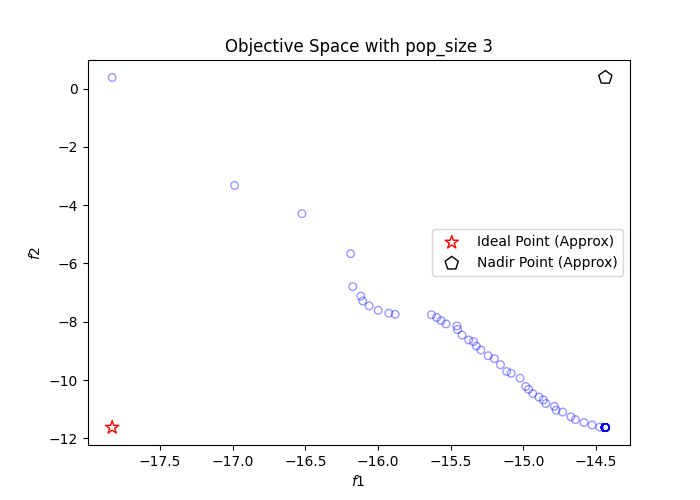 Objective Space with pop_size 3
0
−2
−4
−6
−8
−10
−12
f2
Ideal Point (Approx)
Nadir Point (Approx)
−17.5
−17.0
−16.5
−16.0
−15.5
−15.0
−14.5
f1